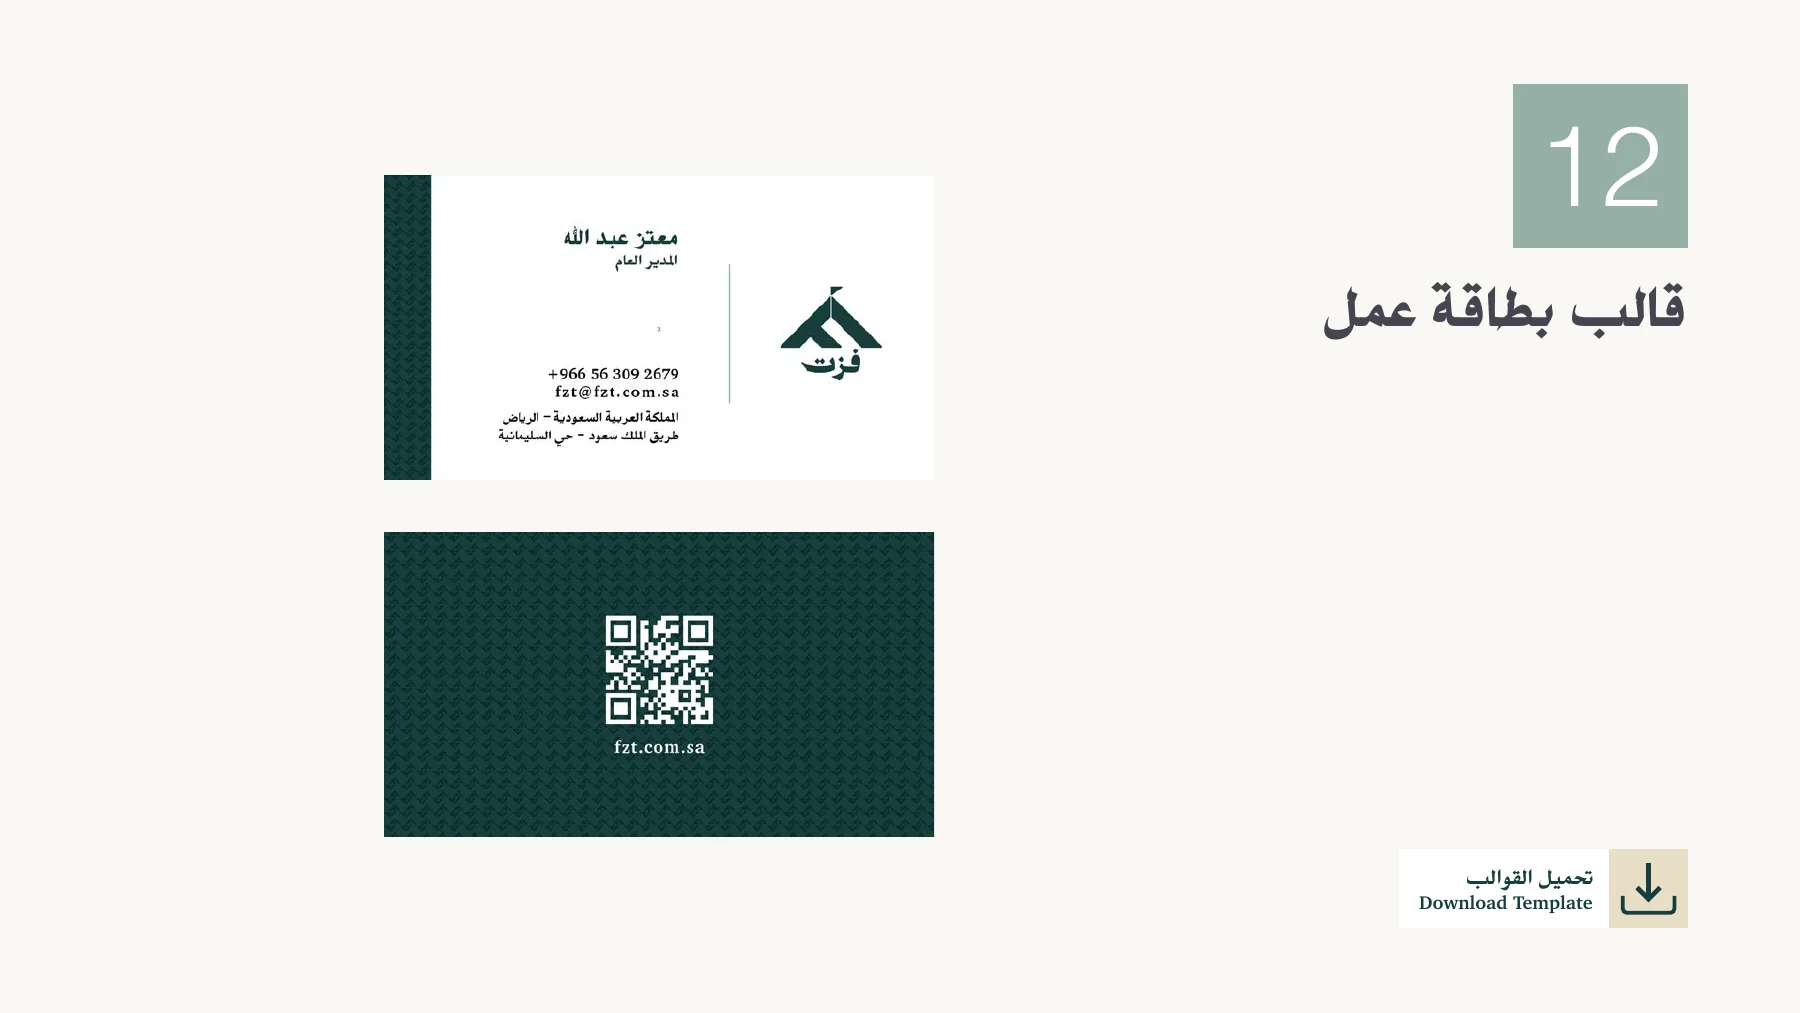 12
قالب بطاقة عمل
معتز عبد الله
المدير العام
+966 56 309 2679
fzt@fzt.com.sa
المملكة العربية السعودية – الرياض
طريق الملك سعود – حي السليمانية
فزت
fzt.com.sa
تحميل القوالب
Download Template